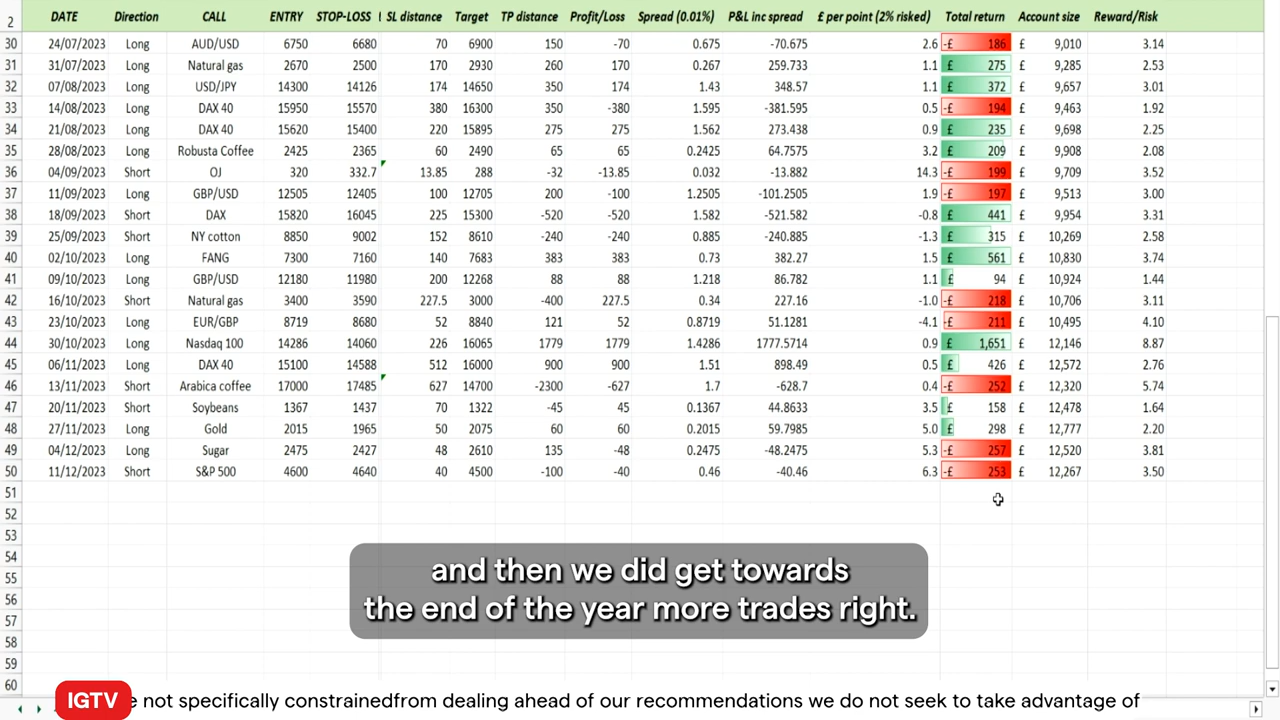 2 DATE Direction CALL ENTRY STOP-LOSS SL distance Target TP distance Profit/Loss Spread (0.01%) P&L inc spread £ per point (2% risked) Total return Account size Reward/Risk
30 24/07/2023 Long AUD/USD 6750 6680 70 6900 150 -70 0.675 -70.675 2.6 -£ 186 £ 9,010 3.14
31 31/07/2023 Long Natural gas 2670 2500 170 2930 260 170 0.267 259.733 1.1 £ 275 £ 9,285 2.53
32 07/08/2023 Long USD/JPY 14300 14126 174 14650 350 174 1.43 348.57 1.1 £ 372 £ 9,657 3.01
33 14/08/2023 Long DAX 40 15950 15570 380 16300 350 -380 1.595 -381.595 0.5 -£ 194 £ 9,463 1.92
34 21/08/2023 Long DAX 40 15620 15400 220 15895 275 275 1.562 273.438 0.9 £ 235 £ 9,698 2.25
35 28/08/2023 Long Robusta Coffee 2425 2365 60 2490 65 65 0.2425 64.7575 3.2 £ 209 £ 9,908 2.08
36 04/09/2023 Short OJ 320 332.7 13.85 288 -32 -13.85 0.032 -13.882 14.3 -£ 199 £ 9,709 3.52
37 11/09/2023 Long GBP/USD 12505 12405 100 12705 200 -100 1.2505 -101.2505 1.9 -£ 197 £ 9,513 3.00
38 18/09/2023 Short DAX 15820 16045 225 15300 -520 -520 1.582 -521.582 -0.8 £ 441 £ 9,954 3.31
39 25/09/2023 Short NY cotton 8850 9002 152 8610 -240 -240 0.885 -240.885 -1.3 £ 315 £ 10,269 2.58
40 02/10/2023 Long FANG 7300 7160 140 7683 383 383 0.73 382.27 1.5 £ 561 £ 10,830 3.74
41 09/10/2023 Long GBP/USD 12180 11980 200 12268 88 88 1.218 86.782 1.1 £ 94 £ 10,924 1.44
42 16/10/2023 Short Natural gas 3400 3590 227.5 3000 -400 227.5 0.34 227.16 -1.0 -£ 218 £ 10,706 3.11
43 23/10/2023 Long EUR/GBP 8719 8680 52 8840 121 52 0.8719 51.1281 -4.1 -£ 211 £ 10,495 4.10
44 30/10/2023 Long Nasdaq 100 14286 14060 226 16065 1779 1779 1.4286 1777.5714 0.9 £ 1,651 £ 12,146 8.87
45 06/11/2023 Long DAX 40 15100 14588 512 16000 900 900 1.51 898.49 0.5 £ 426 £ 12,572 2.76
46 13/11/2023 Short Arabica coffee 17000 17485 627 14700 -2300 -627 1.7 -628.7 0.4 -£ 252 £ 12,320 5.74
47 20/11/2023 Short Soybeans 1367 1437 70 1322 -45 45 0.1367 44.8633 3.5 £ 158 £ 12,478 1.64
48 27/11/2023 Long Gold 2015 1965 50 2075 60 60 0.2015 59.7985 5.0 £ 298 £ 12,777 2.20
49 04/12/2023 Long Sugar 2475 2427 48 2610 135 -48 0.2475 -48.2475 5.3 -£ 257 £ 12,520 3.81
50 11/12/2023 Short S&P 500 4600 4640 40 4500 -100 -40 0.46 -40.46 6.3 -£ 253 £ 12,267 3.50
51
52
53
54
55
56
57
58
59
60
and then we did get towards
the end of the year more trades right.
IGTV e not specifically constrainedfrom dealing ahead of our recommendations we do not seek to take advantage of